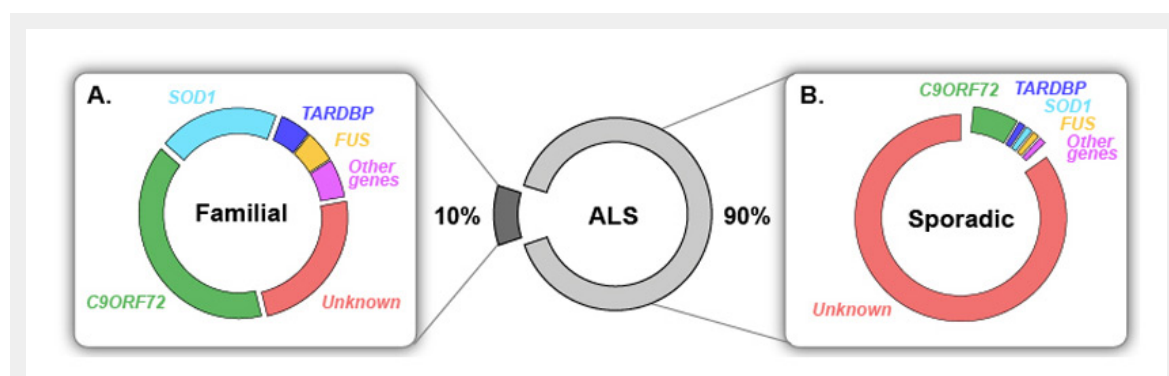 A.
SOD1
TARDBP
FUS
Other
genes
Familial
C9ORF72
Unknown
10%
ALS
90%
B.
C9ORF72
TARDBP
SOD1
FUS
Other
genes
Sporadic
Unknown